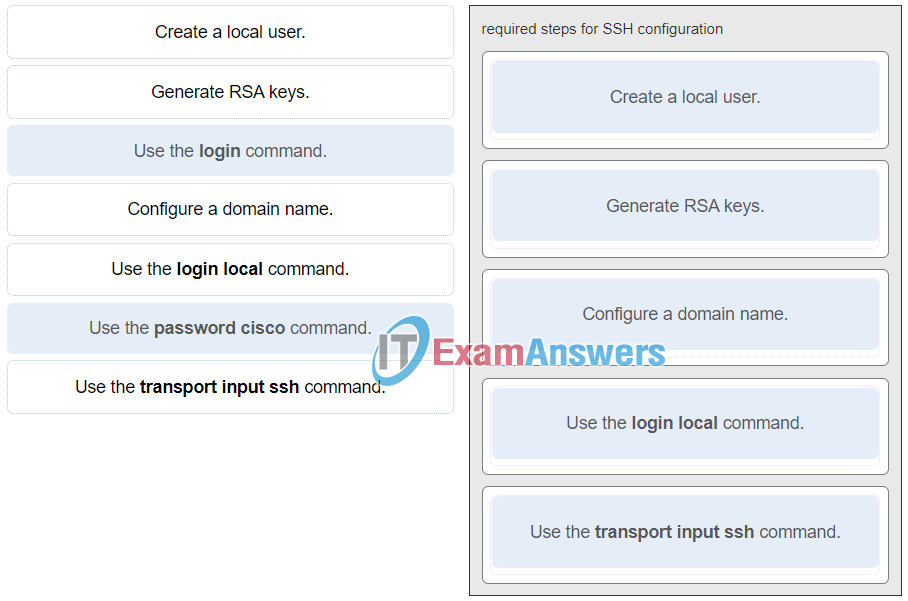 Create a local user.
Generate RSA keys.
Use the login command.
Configure a domain name.
Use the login local command.
Use the password cisco command.
Use the transport input ssh command.
required steps for SSH configuration
Create a local user.
Generate RSA keys.
Configure a domain name.
Use the login local command.
Use the transport input ssh command.
IT ExamAnswers